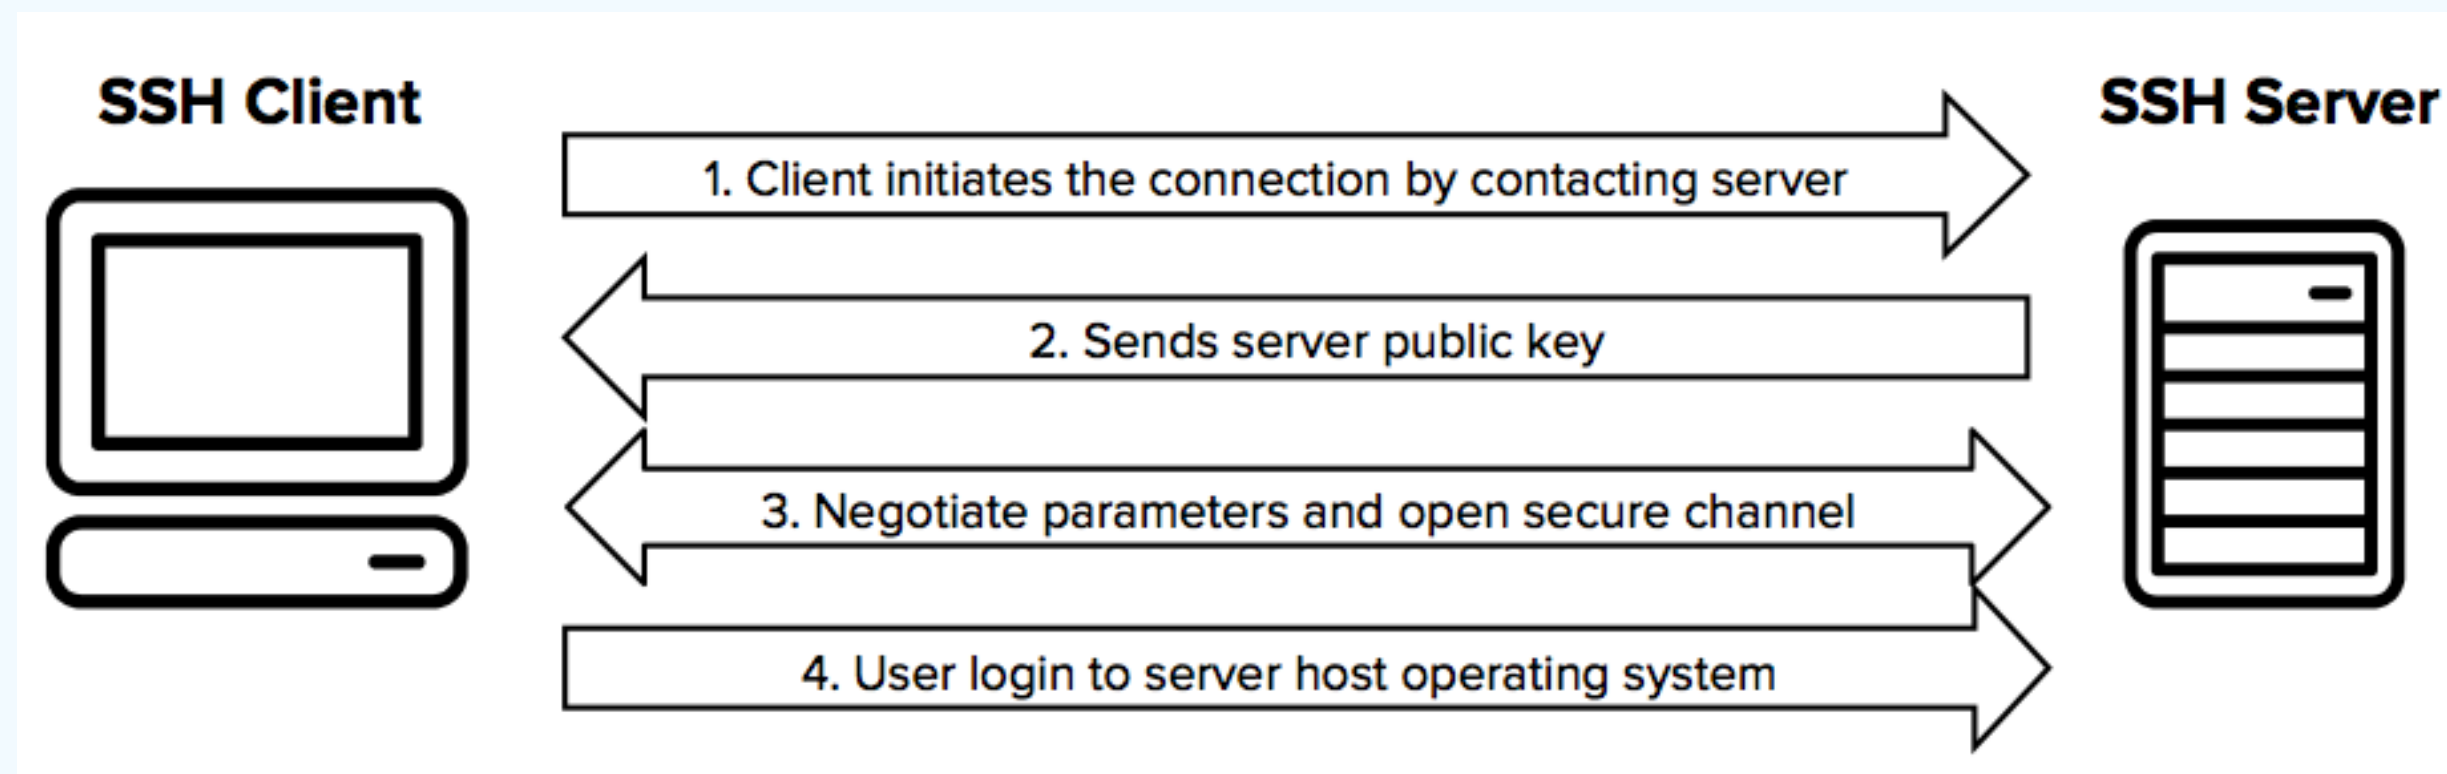 SSH Client
SSH Server
1. Client initiates the connection by contacting server
2. Sends server public key
3. Negotiate parameters and open secure channel
4. User login to server host operating system